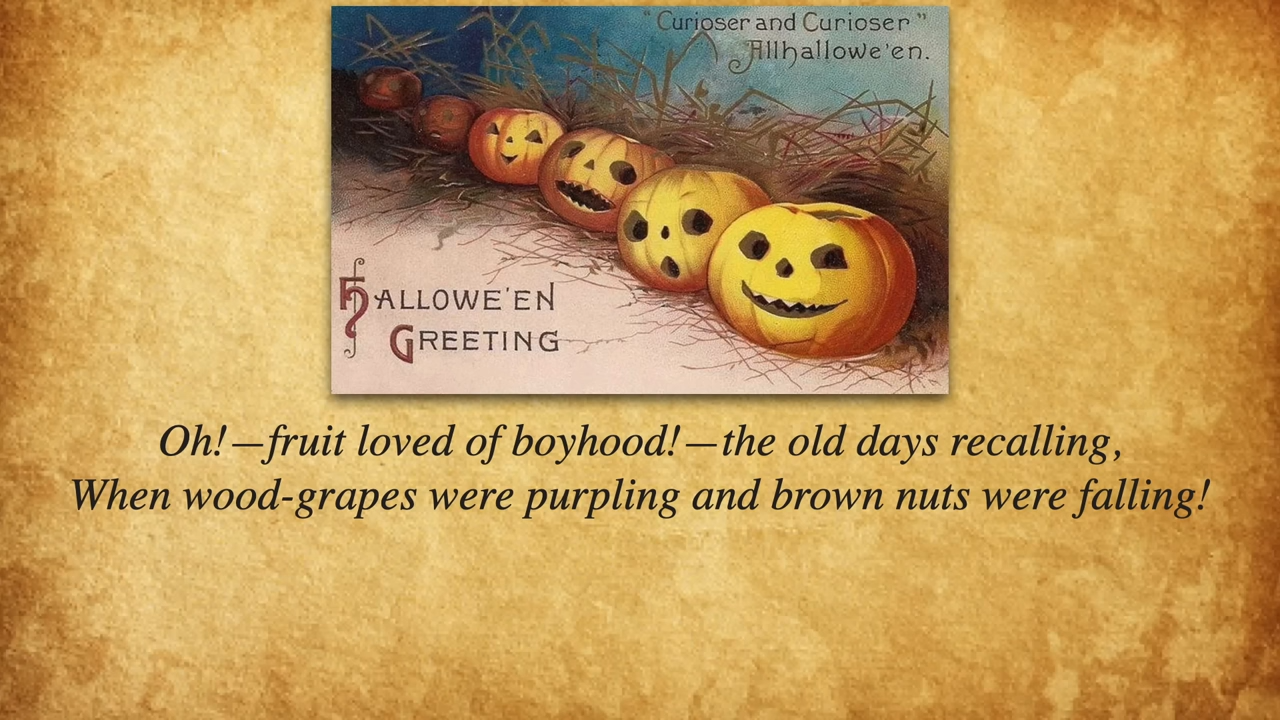 “Curioser and Curioser”
Allhallowe'en.
Hallowe'en
Greeting
Oh!—fruit loved of boyhood!—the old days recalling,
When wood-grapes were purpling and brown nuts were falling!